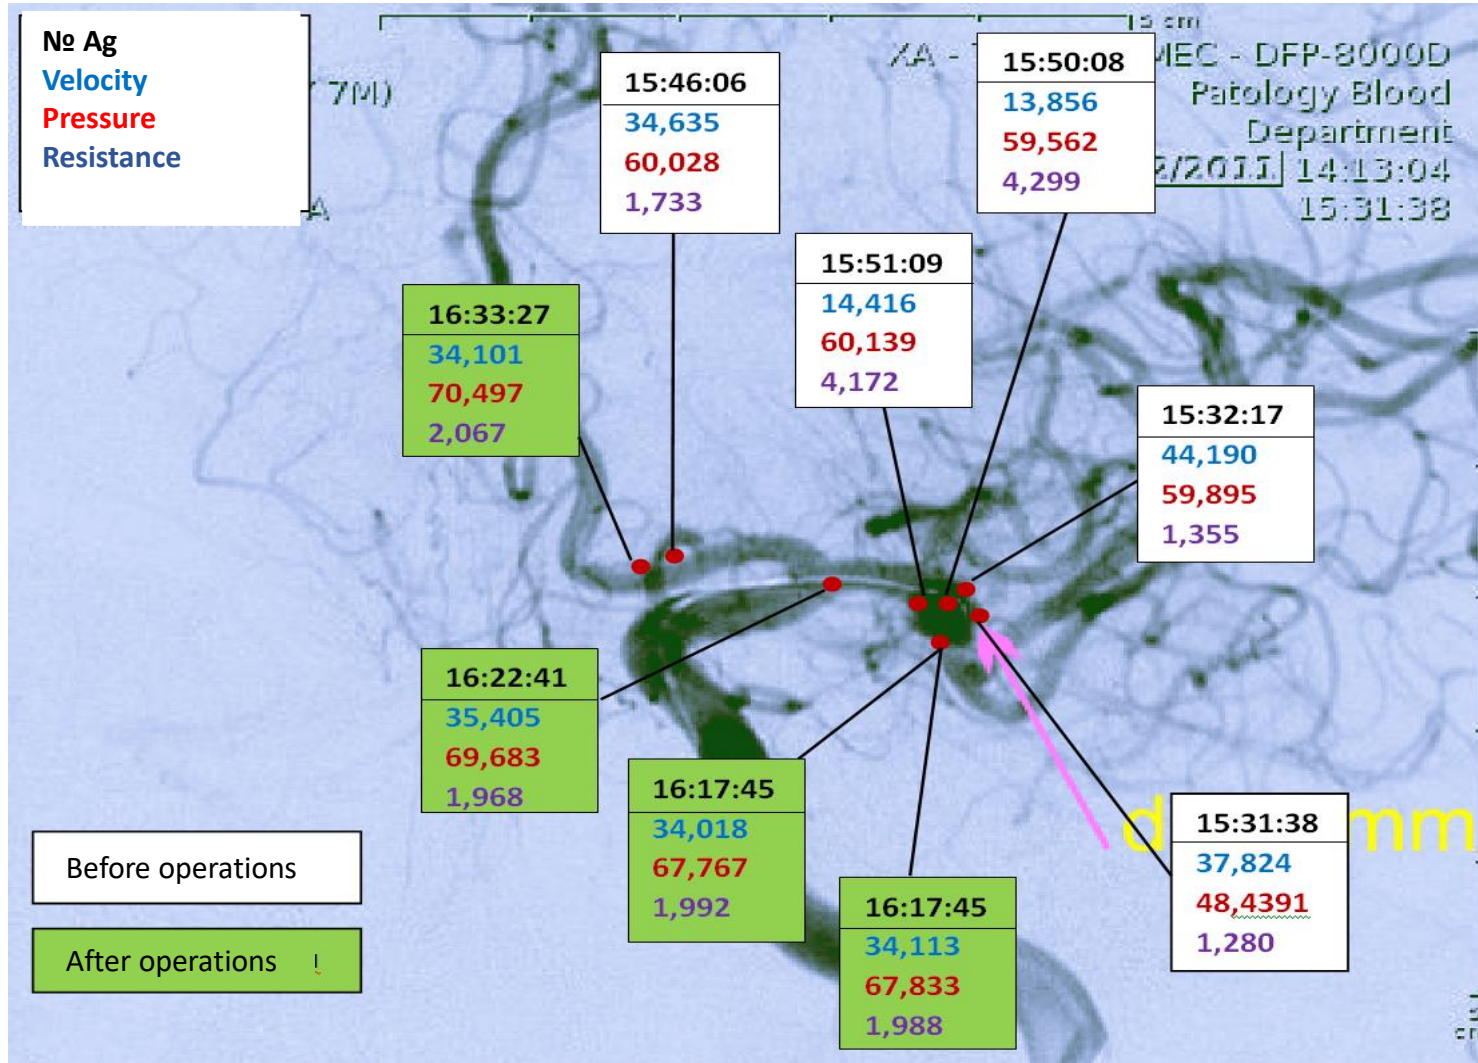 № Ag
Velocity
Pressure
Resistance
7M)
A
5 cm
XA -
MEC - DFP-8000D
Patology Blood
Department
2/2011 14:13:04
15:31:38
15:46:06
34,635
60,028
1,733
15:50:08
13,856
59,562
4,299
15:51:09
14,416
60,139
4,172
16:33:27
34,101
70,497
2,067
15:32:17
44,190
59,895
1,355
16:22:41
35,405
69,683
1,968
16:17:45
34,018
67,767
1,992
16:17:45
34,113
67,833
1,988
d
mm
15:31:38
37,824
48,4391
1,280
Before operations
After operations